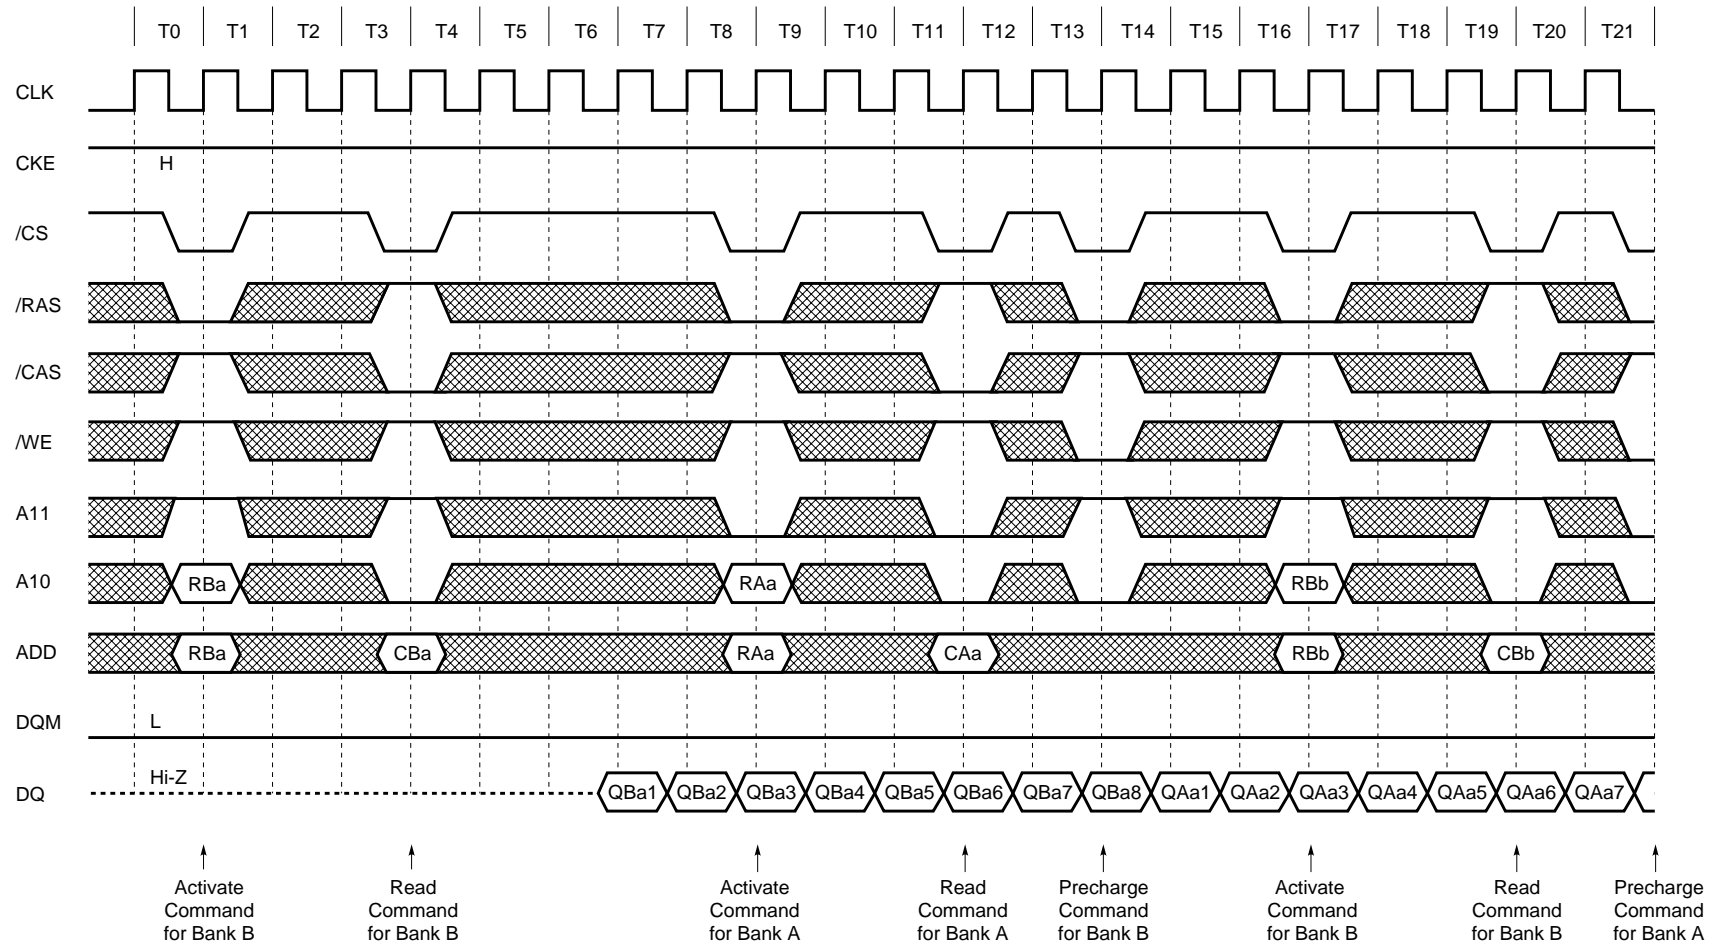 T0 T1 T2 T3 T4 T5 T6 T7 T8 T9 T10 T11 T12 T13 T14 T15 T16 T17 T18 T19 T20 T21
CLK
CKE H
/CS
/RAS
/CAS
/WE
A11
A10 RBa RAa RBb
ADD RBa CBa RAa CAa RBb CBb
DQM L
Hi-Z
DQ QBa1 QBa2 QBa3 QBa4 QBa5 QBa6 QBa7 QBa8 QAa1 QAa2 QAa3 QAa4 QAa5 QAa6 QAa7
Activate Read Activate Read Precharge Activate Read Precharge
Command Command Command Command Command Command Command Command
for Bank B for Bank B for Bank A for Bank A for Bank B for Bank B for Bank B for Bank A